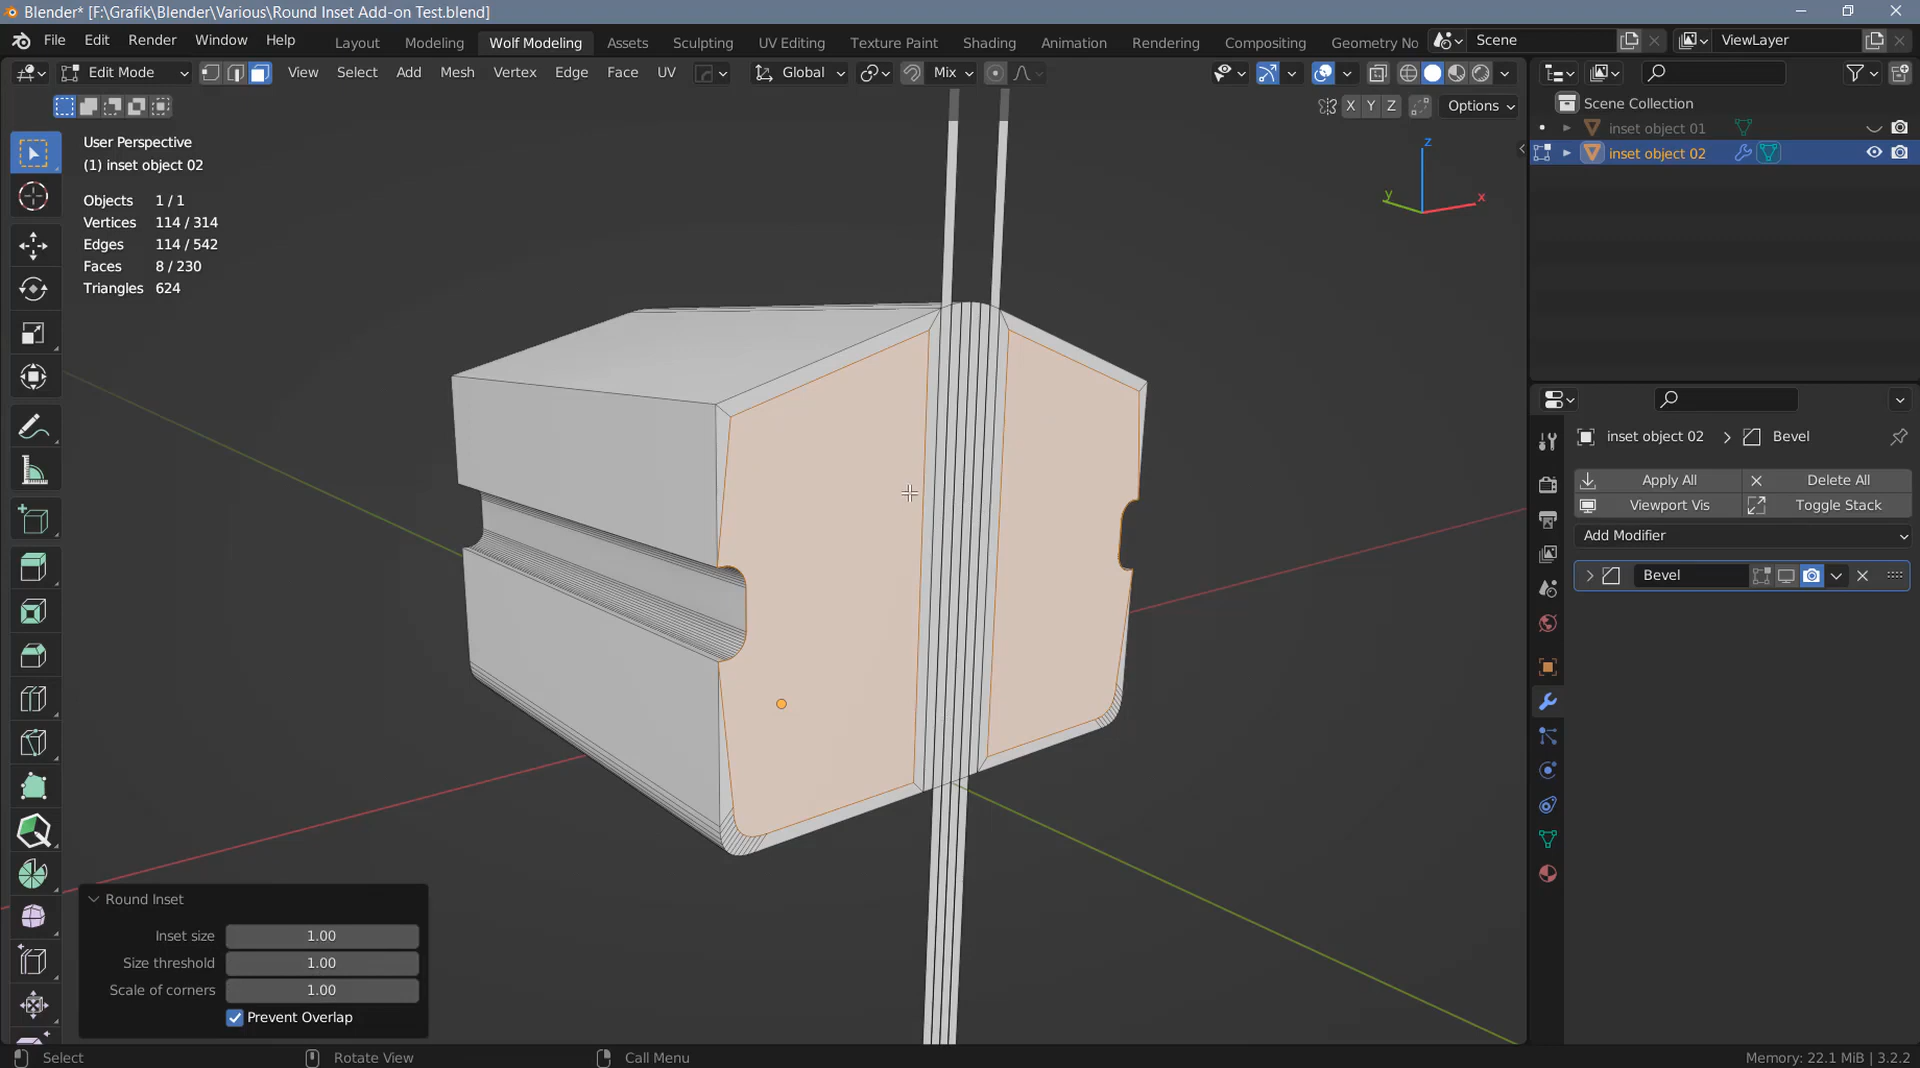 Blender* [F:\Grafik\Blender\Various\Round Inset Add-on Test.blend]
File Edit Render Window Help Layout Modeling Wolf Modeling Assets Sculpting UV Editing Texture Paint Shading Animation Rendering Compositing Geometry No Scene ViewLayer
Edit Mode View Select Add Mesh Vertex Edge Face UV Global Mix
X Y Z Options
Scene Collection
inset object 01
inset object 02
User Perspective
(1) inset object 02
Objects 1 / 1
Vertices 114 / 314
Edges 114 / 542
Faces 8 / 230
Triangles 624
z
y
x
inset object 02 > Bevel
Apply All Delete All
Viewport Vis Toggle Stack
Add Modifier
Bevel
Round Inset
Inset size 1.00
Size threshold 1.00
Scale of corners 1.00
Prevent Overlap
Select Rotate View Call Menu Memory: 22.1 MiB | 3.2.2